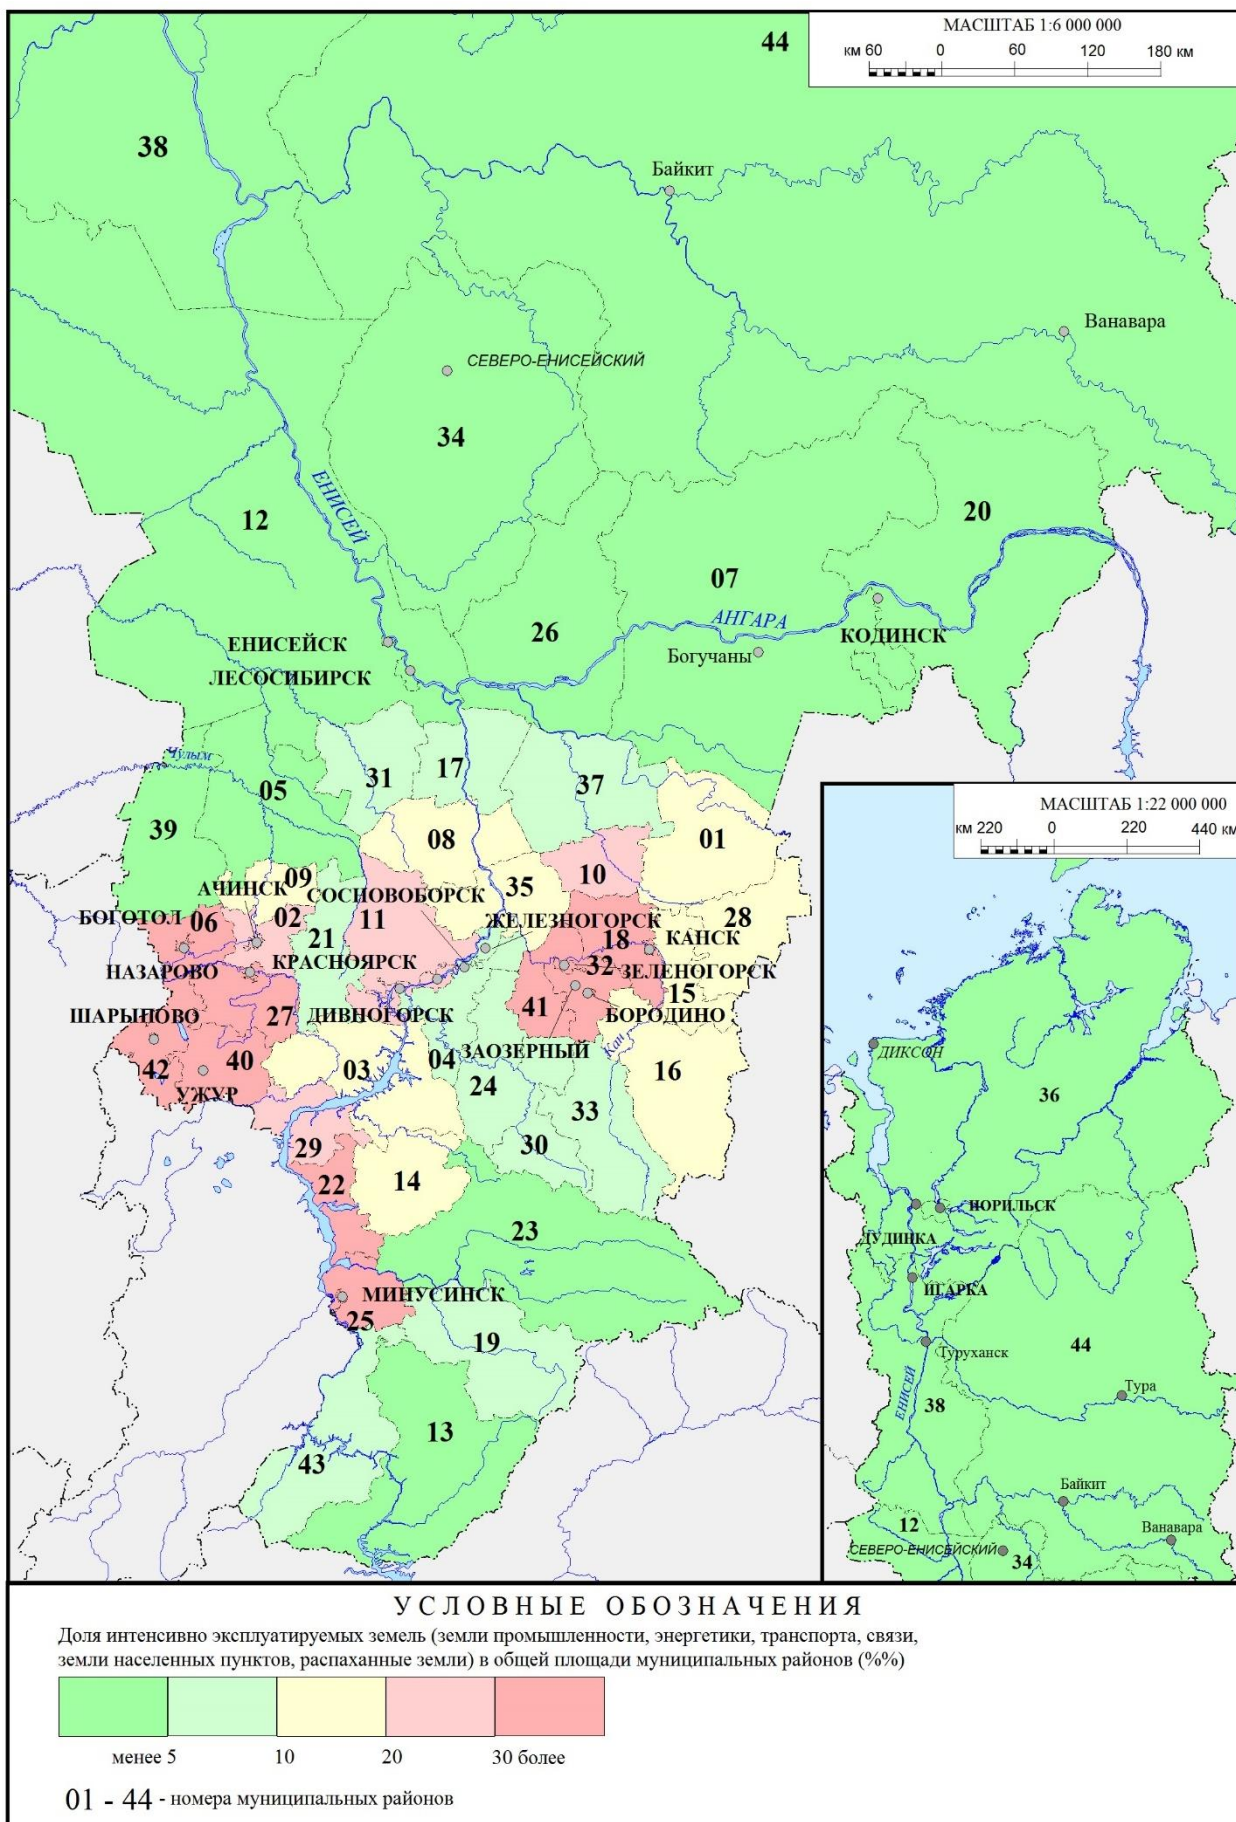 МАСШТАБ 1:6 000 000
км 60 0 60 120 180 км
44
38
Байкит
Ванавара
СЕВЕРО-ЕНИСЕЙСКИЙ
34
ЕНИСЕЙ
12
20
07
АНГАРА
26
КОДИНСК
ЕНИСЕЙСК
Богучаны
ЛЕСОСИБИРСК
Чулым
31
17
37
05
39
08
01
09
35
10
АЧИНСК
СОСНОВОБОРСК
БОГОТОЛ
06
02
11
ЖЕЛЕЗНОГОРСК
28
21
18
КАНСК
НАЗАРОВО
КРАСНОЯРСК
32
ЗЕЛЕНОГОРСК
15
ШАРЫПОВО
27
ДИВНОГОРСК
41
БОРОДИНО
ЗАОЗЕРНЫЙ
Кан
42
40
03
04
24
16
УЖУР
33
29
30
22
14
23
МИНУСИНСК
25
19
13
43
МАСШТАБ 1:22 000 000
км 220 0 220 440 км
ДИКСОН
36
НОРИЛЬСК
ДУДИНКА
ИГАРКА
Туруханск
44
ЕНИСЕЙ
Тура
38
Байкит
12
Ванавара
СЕВЕРО-ЕНИСЕЙСКИЙ
34
УСЛОВНЫЕ ОБОЗНАЧЕНИЯ
Доля интенсивно эксплуатируемых земель (земли промышленности, энергетики, транспорта, связи,
земли населенных пунктов, распаханные земли) в общей площади муниципальных районов (%%)
менее 5 10 20 30 более
01 - 44 - номера муниципальных районов